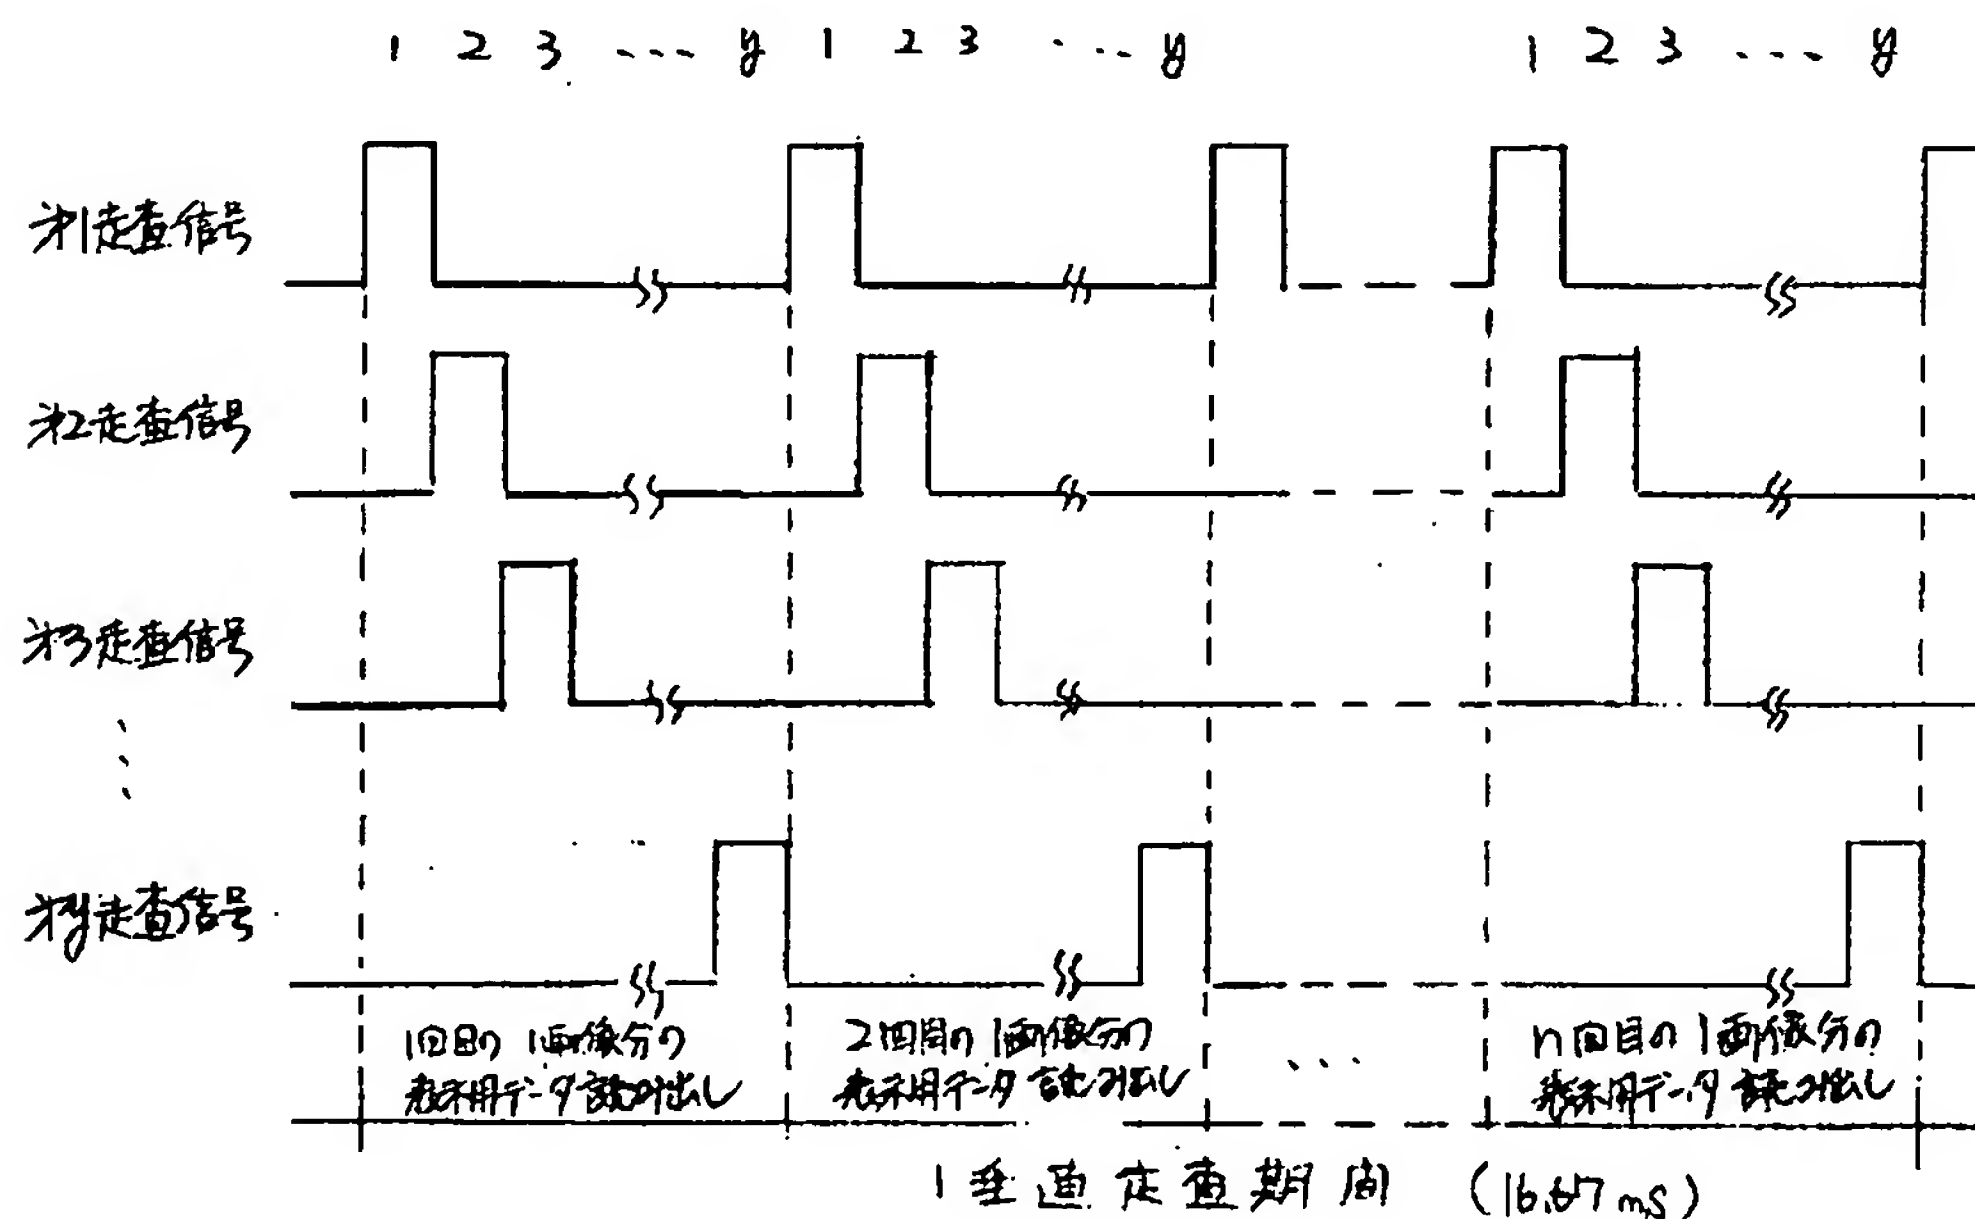 1 2 3 ... y 1 2 3 ... y 1 2 3 ... y
才1走査信号
才2走査信号
才3走査信号
才y走査信号
1回目の1画像分の
表示用データ読み出し
2回目の1画像分の
表示用データ読み出し
...
n回目の1画像分の
表示用データ読み出し
1垂直走査期間 (16.67ms)